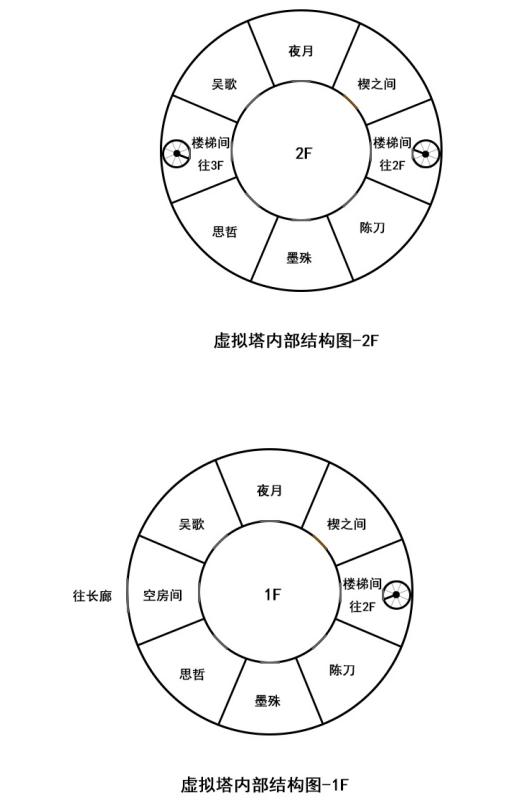 夜月
吴歌
楔之间
楼梯间
往3F
2F
楼梯间
往2F
思哲
陈刀
墨殊
虚拟塔内部结构图-2F
夜月
吴歌
楔之间
往长廊
空房间
1F
楼梯间
往2F
思哲
陈刀
墨殊
虚拟塔内部结构图-1F